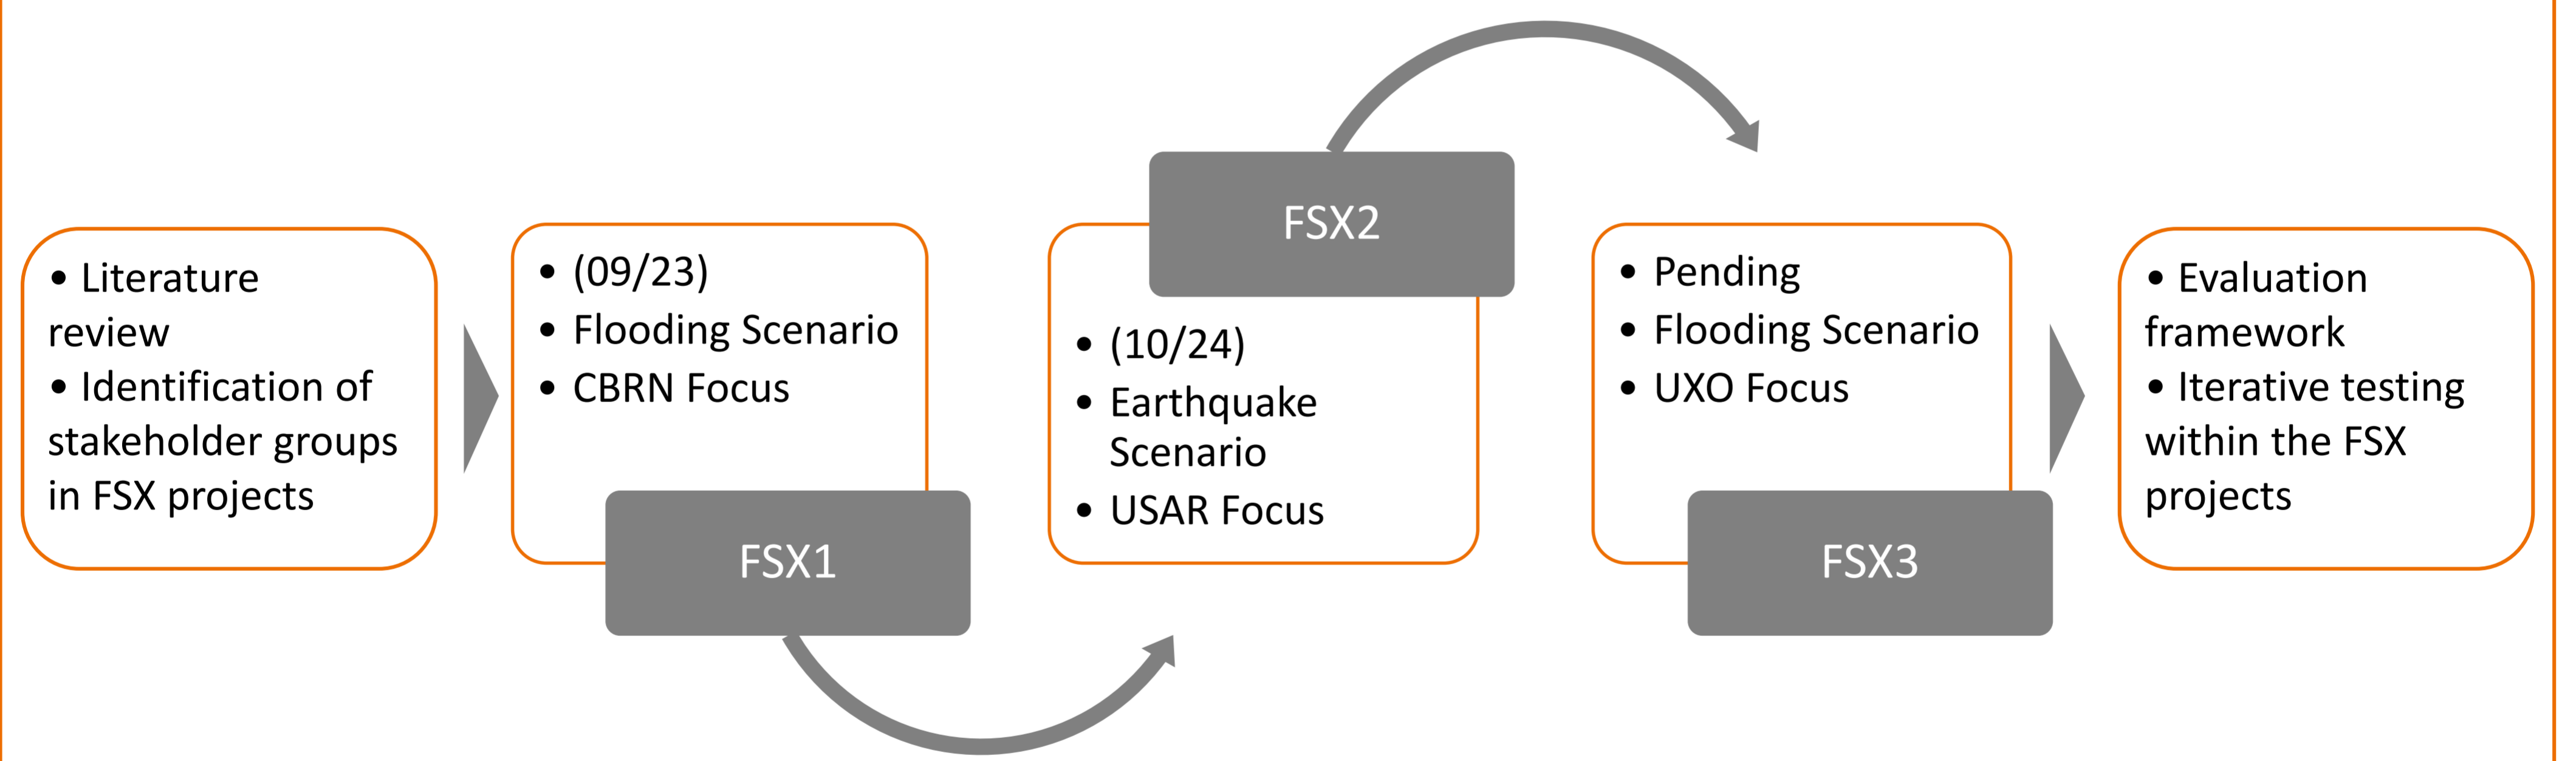 • Literature
review
• Identification of
stakeholder groups
in FSX projects
• (09/23)
• Flooding Scenario
• CBRN Focus
FSX1
FSX2
• (10/24)
• Earthquake
Scenario
• USAR Focus
• Pending
• Flooding Scenario
• UXO Focus
FSX3
• Evaluation
framework
• Iterative testing
within the FSX
projects